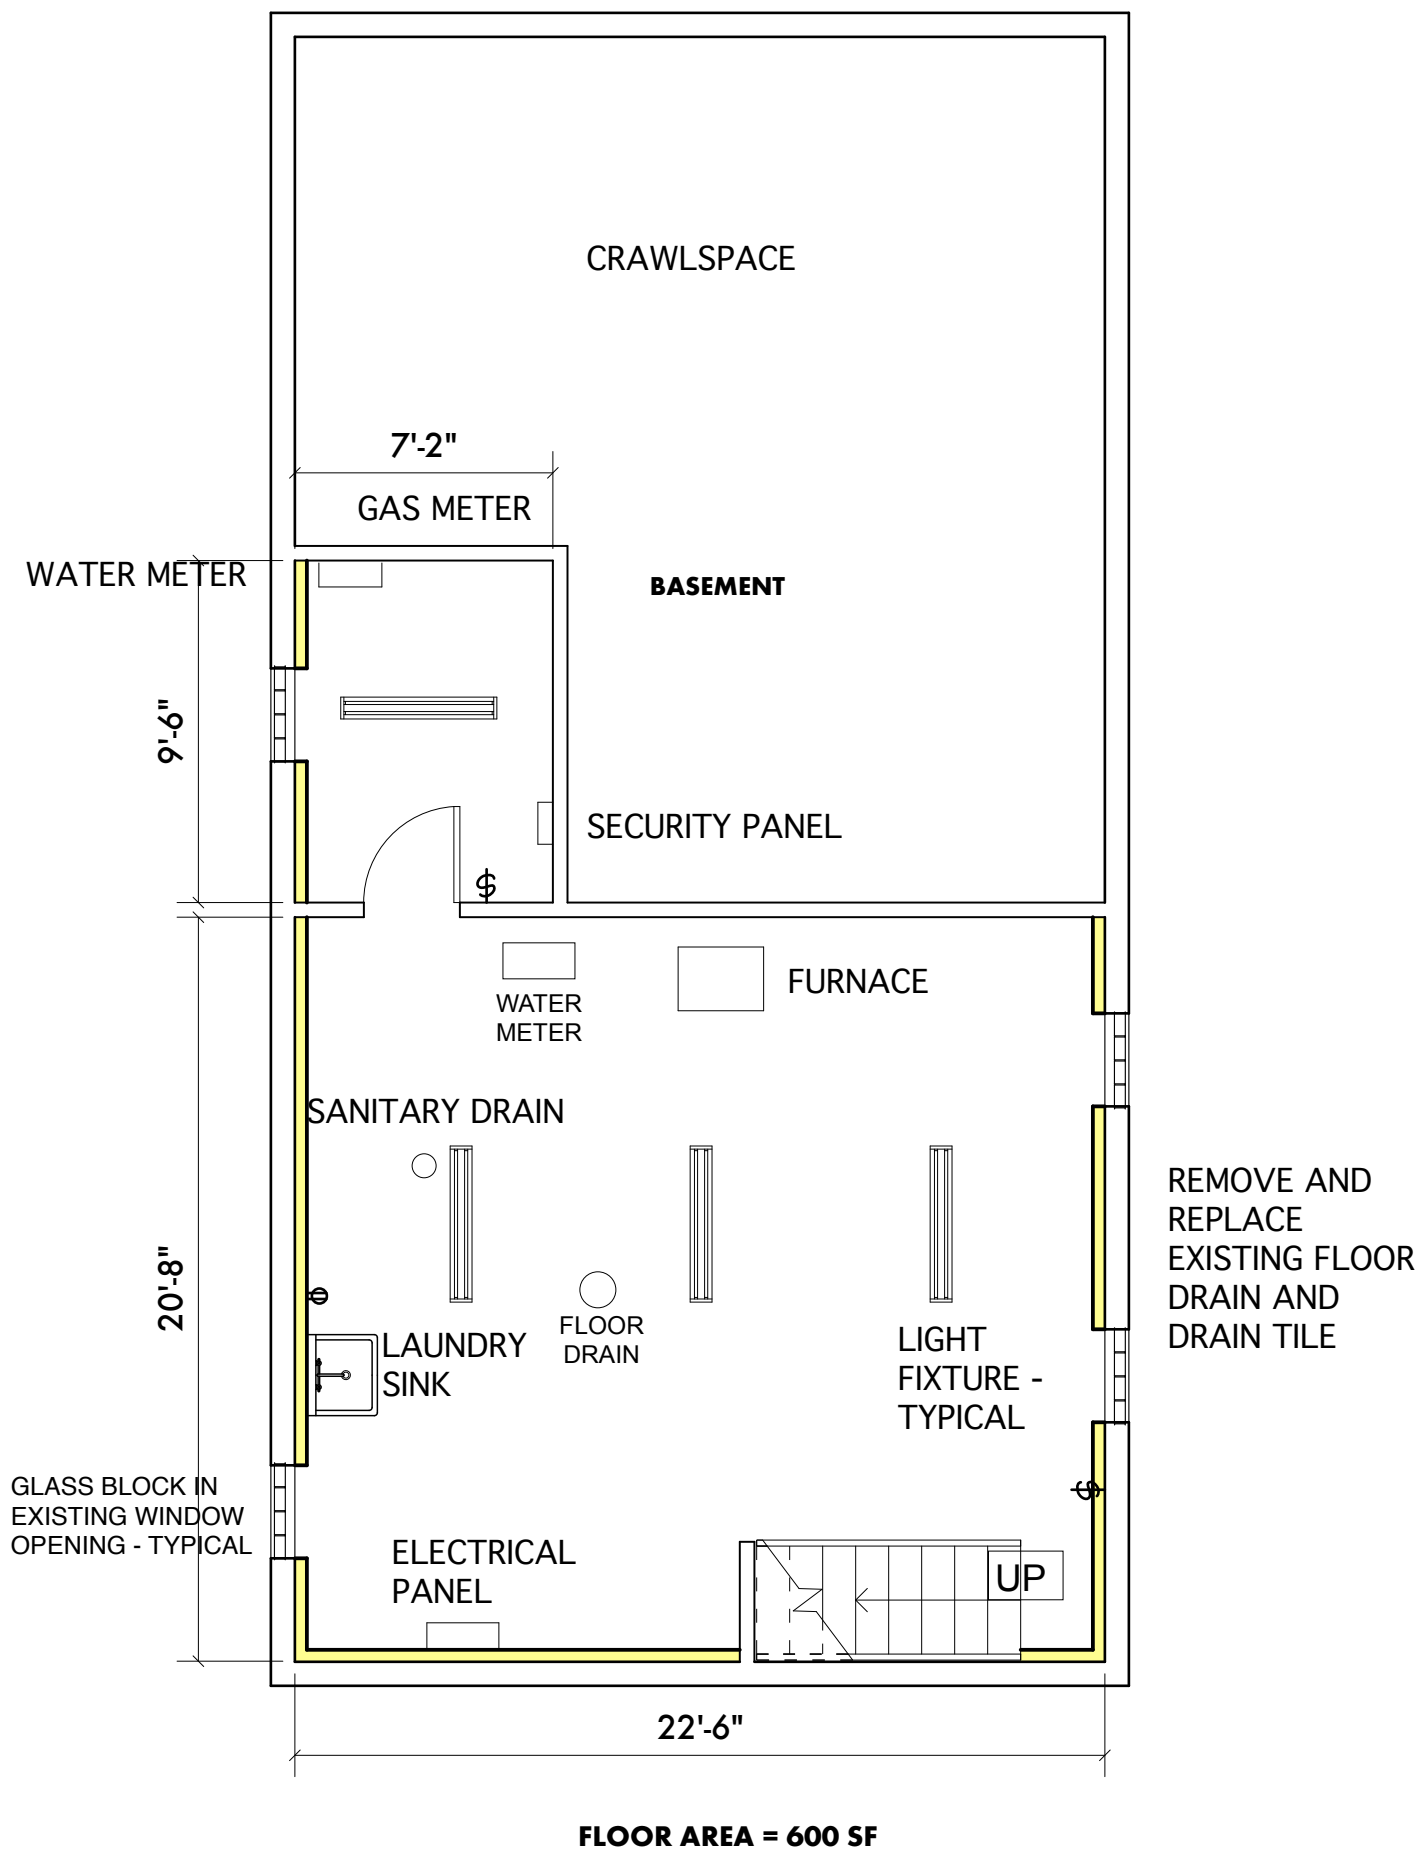 CRAWLSPACE
7'-2"
GAS METER
WATER METER
BASEMENT
9'-6"
SECURITY PANEL
FURNACE
WATER
METER
SANITARY DRAIN
REMOVE AND
REPLACE
EXISTING FLOOR
DRAIN AND
DRAIN TILE
20'-8"
FLOOR
DRAIN
LAUNDRY
SINK
LIGHT
FIXTURE -
TYPICAL
GLASS BLOCK IN
EXISTING WINDOW
OPENING - TYPICAL
ELECTRICAL
PANEL
UP
22'-6"
FLOOR AREA = 600 SF